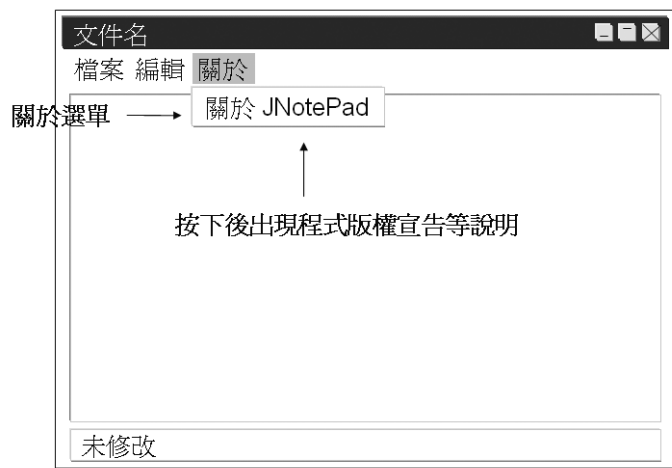 文件名
檔案 編輯 關於
關於選單
關於 JNotePad
按下後出現程式版權宣告等說明
未修改